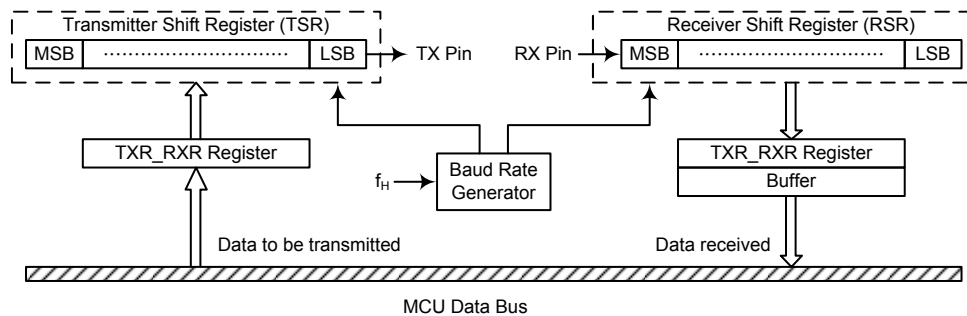 Transmitter Shift Register (TSR)
MSB ........................... LSB
TX Pin
Receiver Shift Register (RSR)
RX Pin
MSB ........................... LSB
TXR_RXR Register
f_H
Baud Rate
Generator
TXR_RXR Register
Buffer
Data to be transmitted
Data received
MCU Data Bus